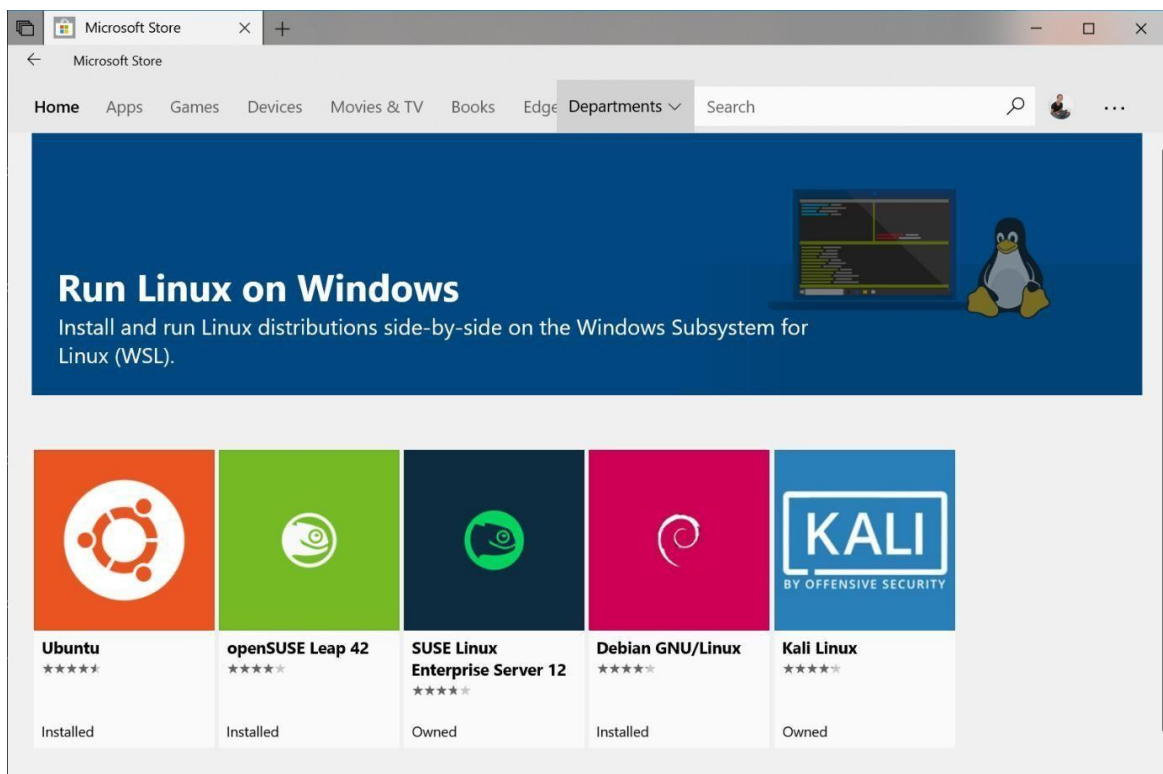 Microsoft Store
Microsoft Store
Home Apps Games Devices Movies & TV Books Edge Departments Search
Run Linux on Windows
Install and run Linux distributions side-by-side on the Windows Subsystem for
Linux (WSL).
KALI
BY OFFENSIVE SECURITY
Ubuntu
Installed
openSUSE Leap 42
Installed
SUSE Linux
Enterprise Server 12
Owned
Debian GNU/Linux
Installed
Kali Linux
Owned